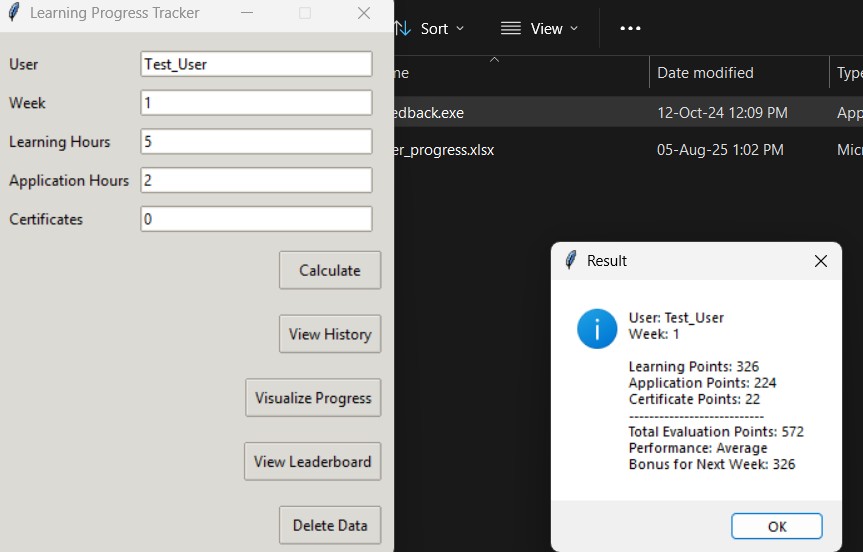 Learning Progress Tracker
User
Test_User
Week
1
Learning Hours
5
Application Hours
2
Certificates
0
Calculate
View History
Visualize Progress
View Leaderboard
Delete Data
Sort
View
me
Date modified
Type
edback.exe
12-Oct-24 12:09 PM
App
er_progress.xlsx
05-Aug-25 1:02 PM
Micr
Result
User: Test_User
Week: 1
Learning Points: 326
Application Points: 224
Certificate Points: 22
---------------------------
Total Evaluation Points: 572
Performance: Average
Bonus for Next Week: 326
OK